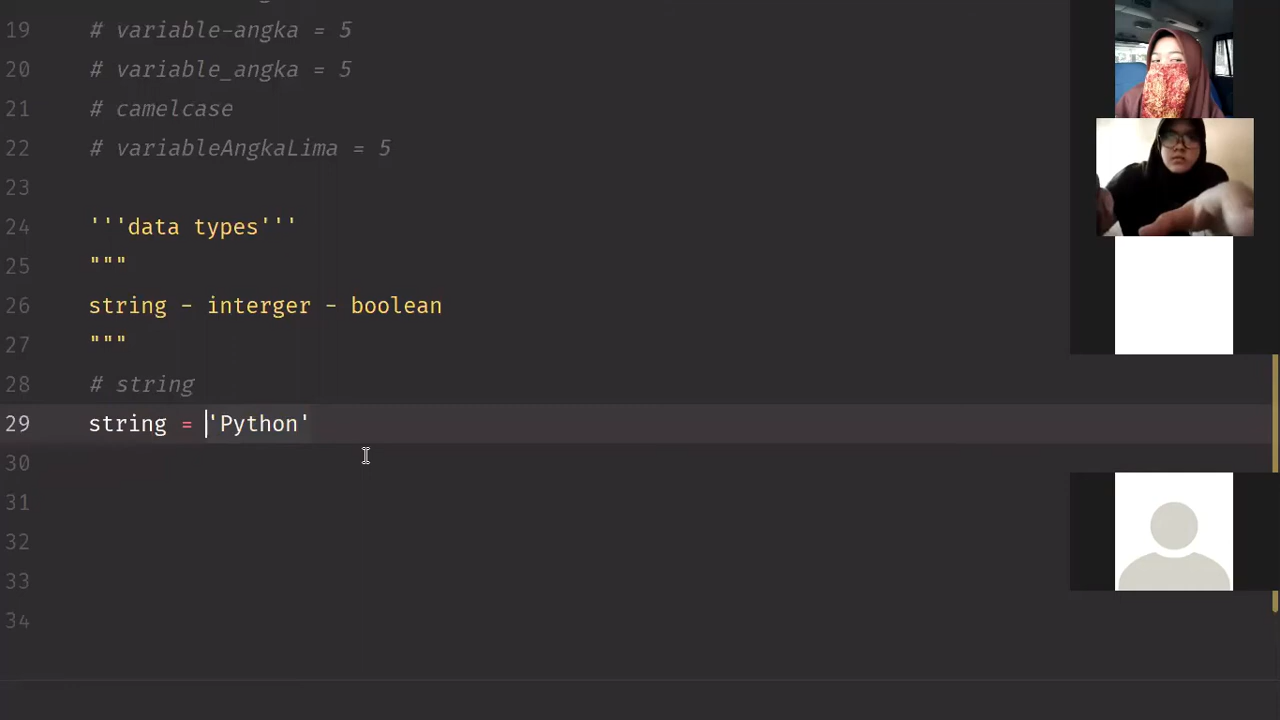 19 # variable-angka = 5
20 # variable_angka = 5
21 # camelcase
22 # variableAngkaLima = 5
23
24 '''data types'''
25 """
26 string - interger - boolean
27 """
28 # string
29 string = 'Python'
30
31
32
33
34